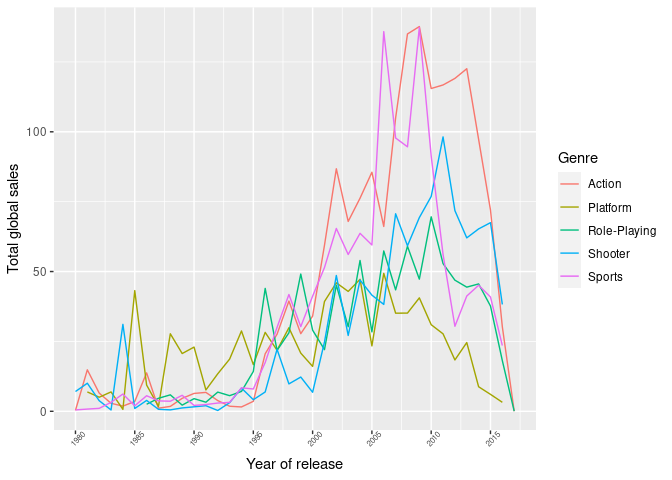 Total global sales
100
50
0
1980
1985
1990
1995
2000
2005
2010
2015
Year of release
Genre
Action
Platform
Role-Playing
Shooter
Sports